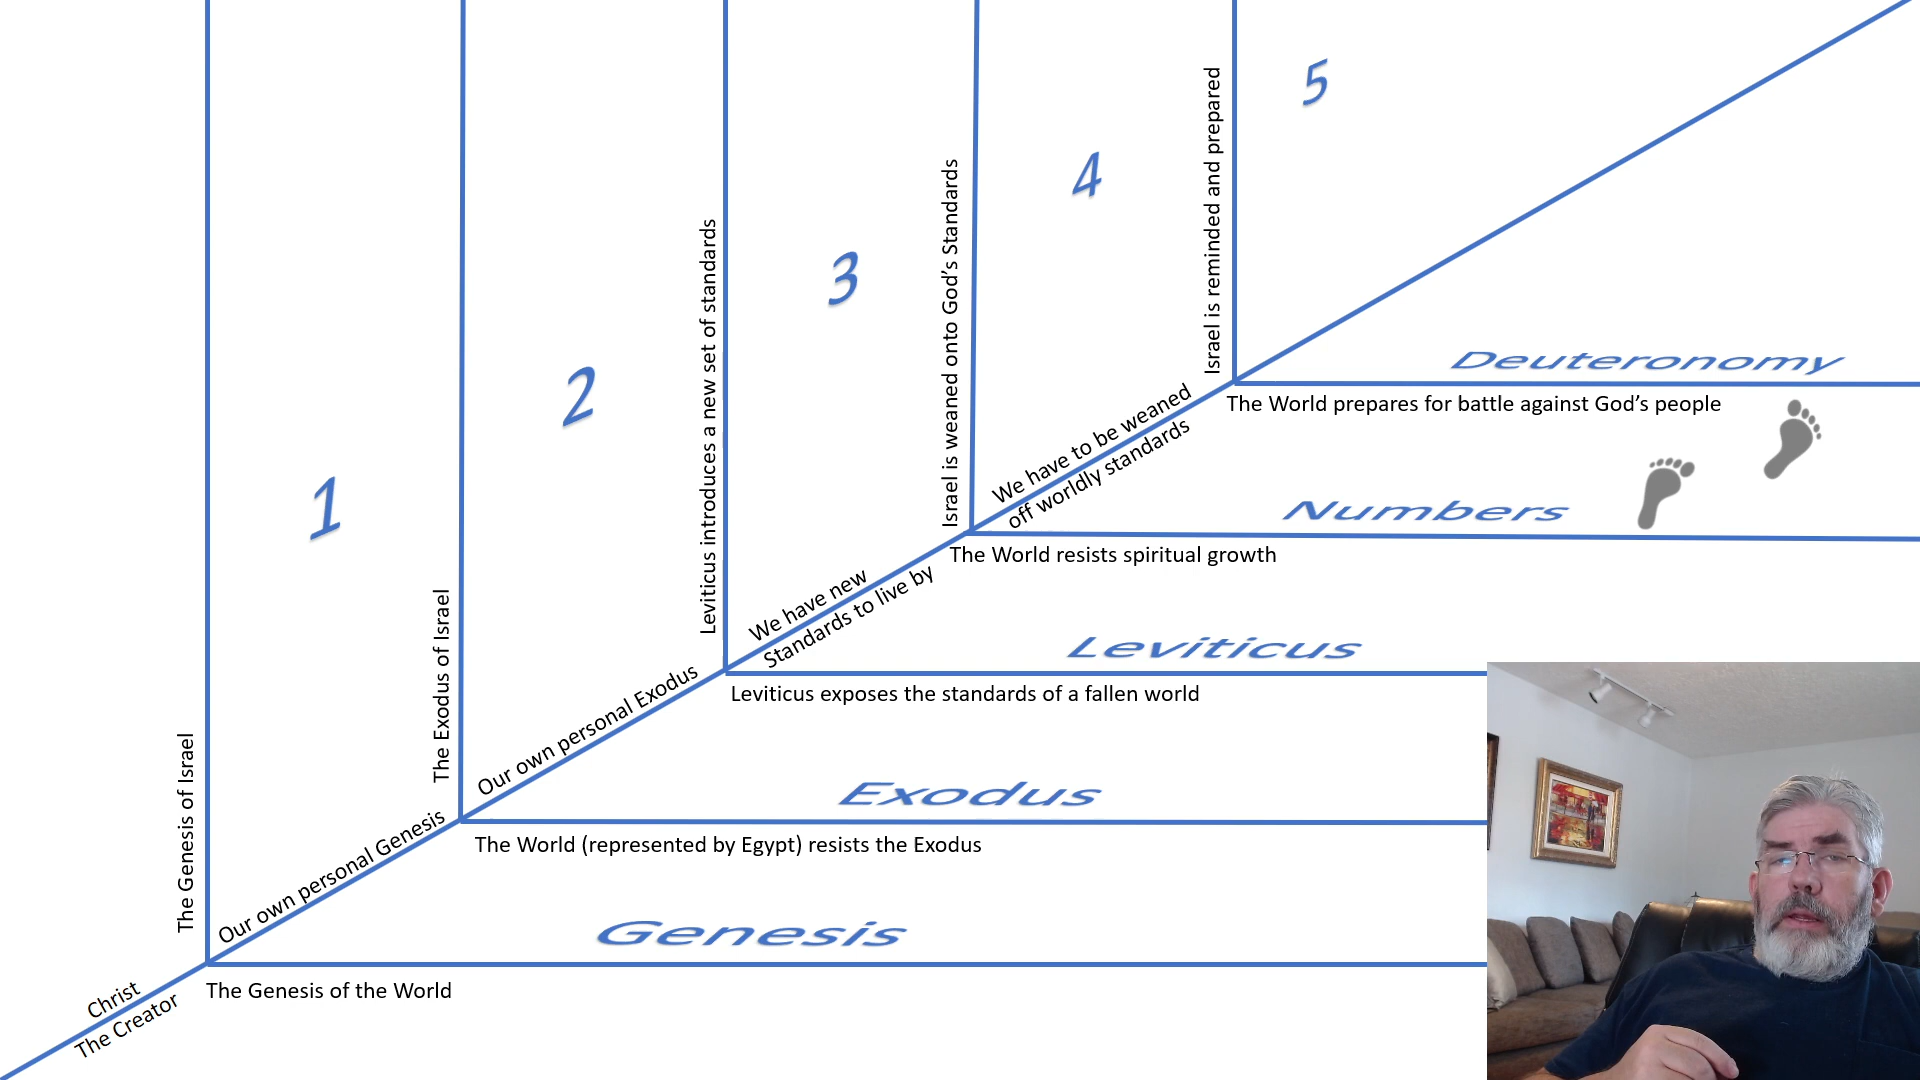 1
2
3
4
5
The Genesis of Israel
The Exodus of Israel
Leviticus introduces a new set of standards
Israel is weaned onto God's Standards
Israel is reminded and prepared
Christ
The Creator
Our own personal Genesis
Our own personal Exodus
We have new
Standards to live by
We have to be weaned
off worldly standards
Deuteronomy
The World prepares for battle against God's people
Numbers
The World resists spiritual growth
Leviticus
Leviticus exposes the standards of a fallen world
Exodus
The World (represented by Egypt) resists the Exodus
Genesis
The Genesis of the World